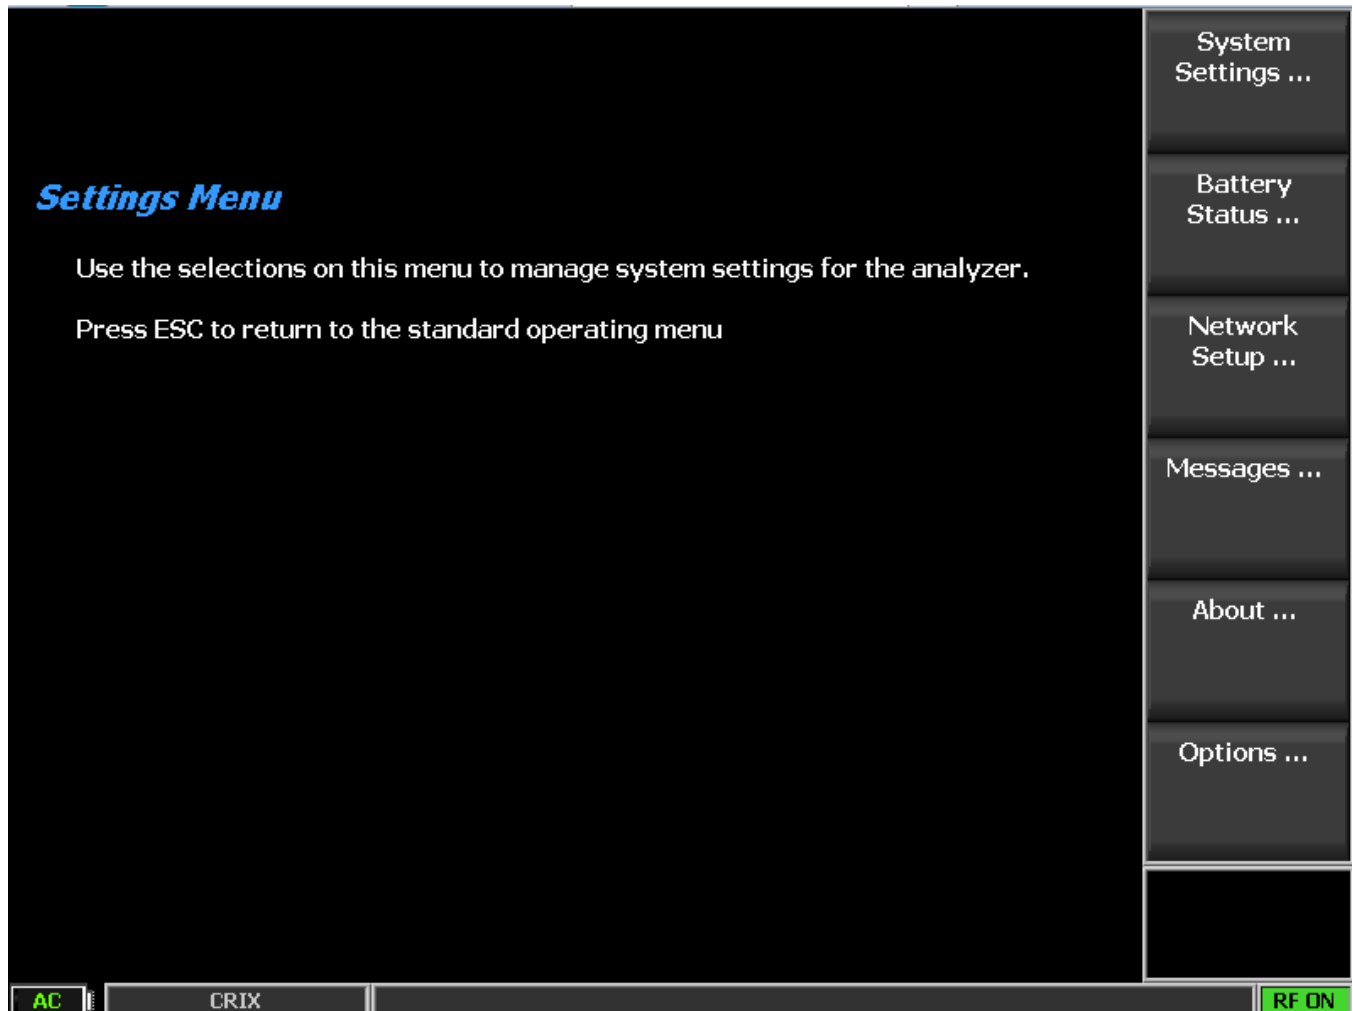 System
Settings ...
Battery
Status ...
Settings Menu
Use the selections on this menu to manage system settings for the analyzer.
Press ESC to return to the standard operating menu
Network
Setup ...
Messages ...
About ...
Options ...
AC
CRIX
RF ON